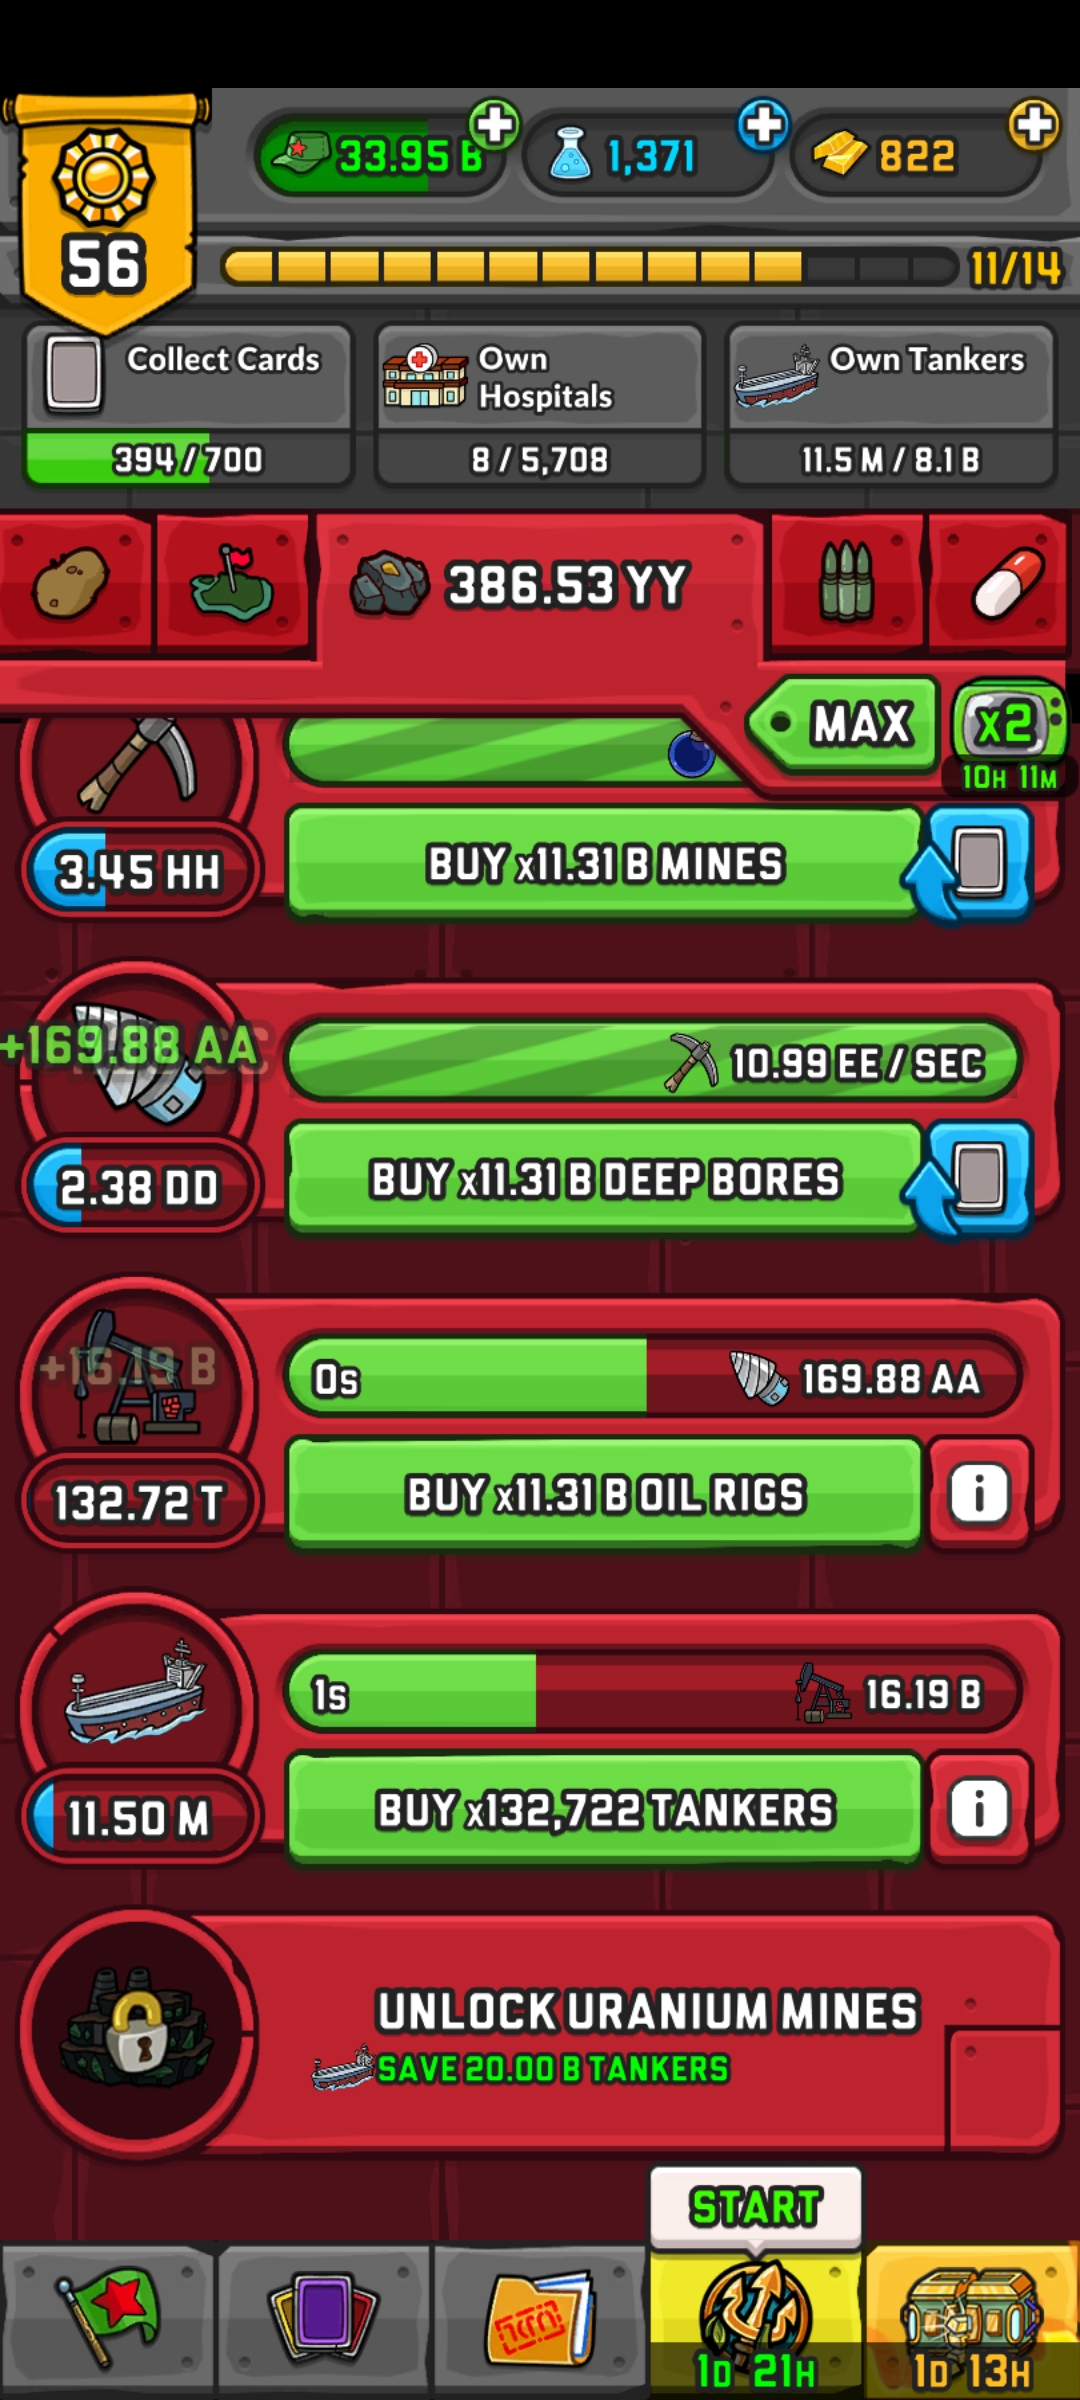 33.95 B
1,371
822
56
11/14
Collect Cards
394 / 700
Own
Hospitals
8 / 5,708
Own Tankers
11.5 M / 8.1 B
386.53 YY
MAX
X2
10H 11M
3.45 HH
BUY x11.31 B MINES
+169.88 AA
10.99 EE / SEC
2.38 DD
BUY x11.31 B DEEP BORES
+16.19 B
0s
169.88 AA
132.72 T
BUY x11.31 B OIL RIGS
i
1s
16.19 B
11.50 M
BUY x132,722 TANKERS
i
UNLOCK URANIUM MINES
SAVE 20.00 B TANKERS
START
1D 21H
1D 13H